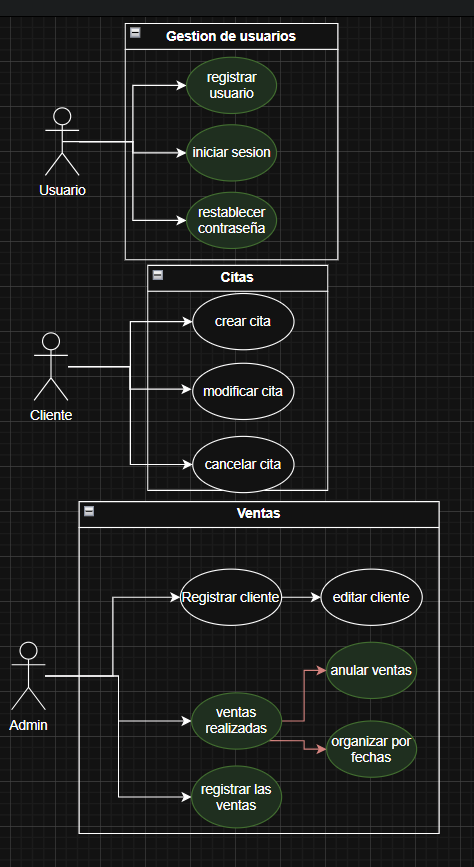 Gestion de usuarios
registrar
usuario
iniciar sesion
restablecer
contraseña
Usuario
Citas
crear cita
modificar cita
cancelar cita
Cliente
Ventas
Registrar cliente
editar cliente
anular ventas
ventas
realizadas
organizar por
fechas
registrar las
ventas
Admin